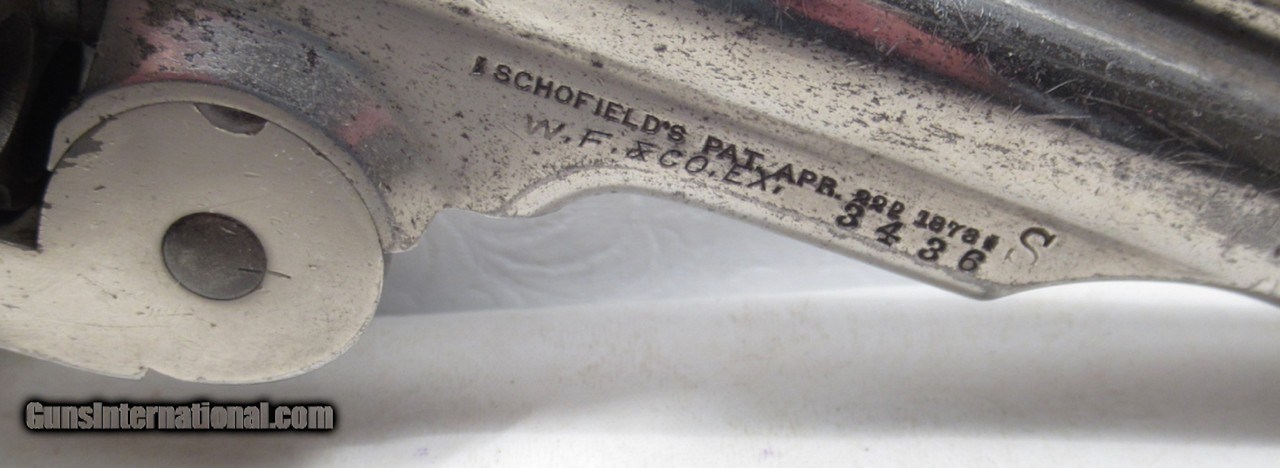 SCHOFIELD'S PAT. APR. 22D 1873
W. F. & CO. EX.
3436 S
GunsInternational.com